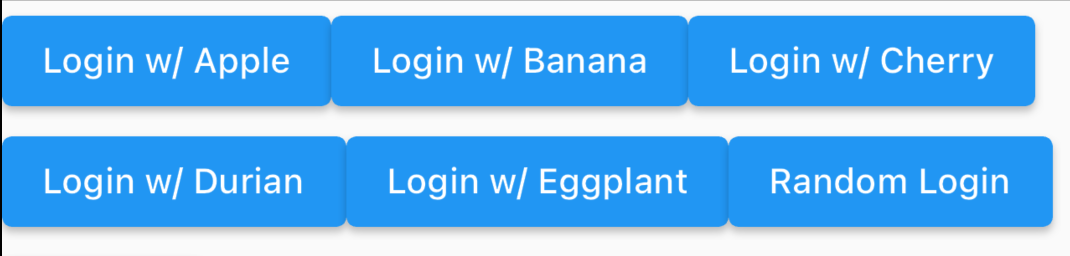 Login w/ Apple
Login w/ Banana
Login w/ Cherry
Login w/ Durian
Login w/ Eggplant
Random Login